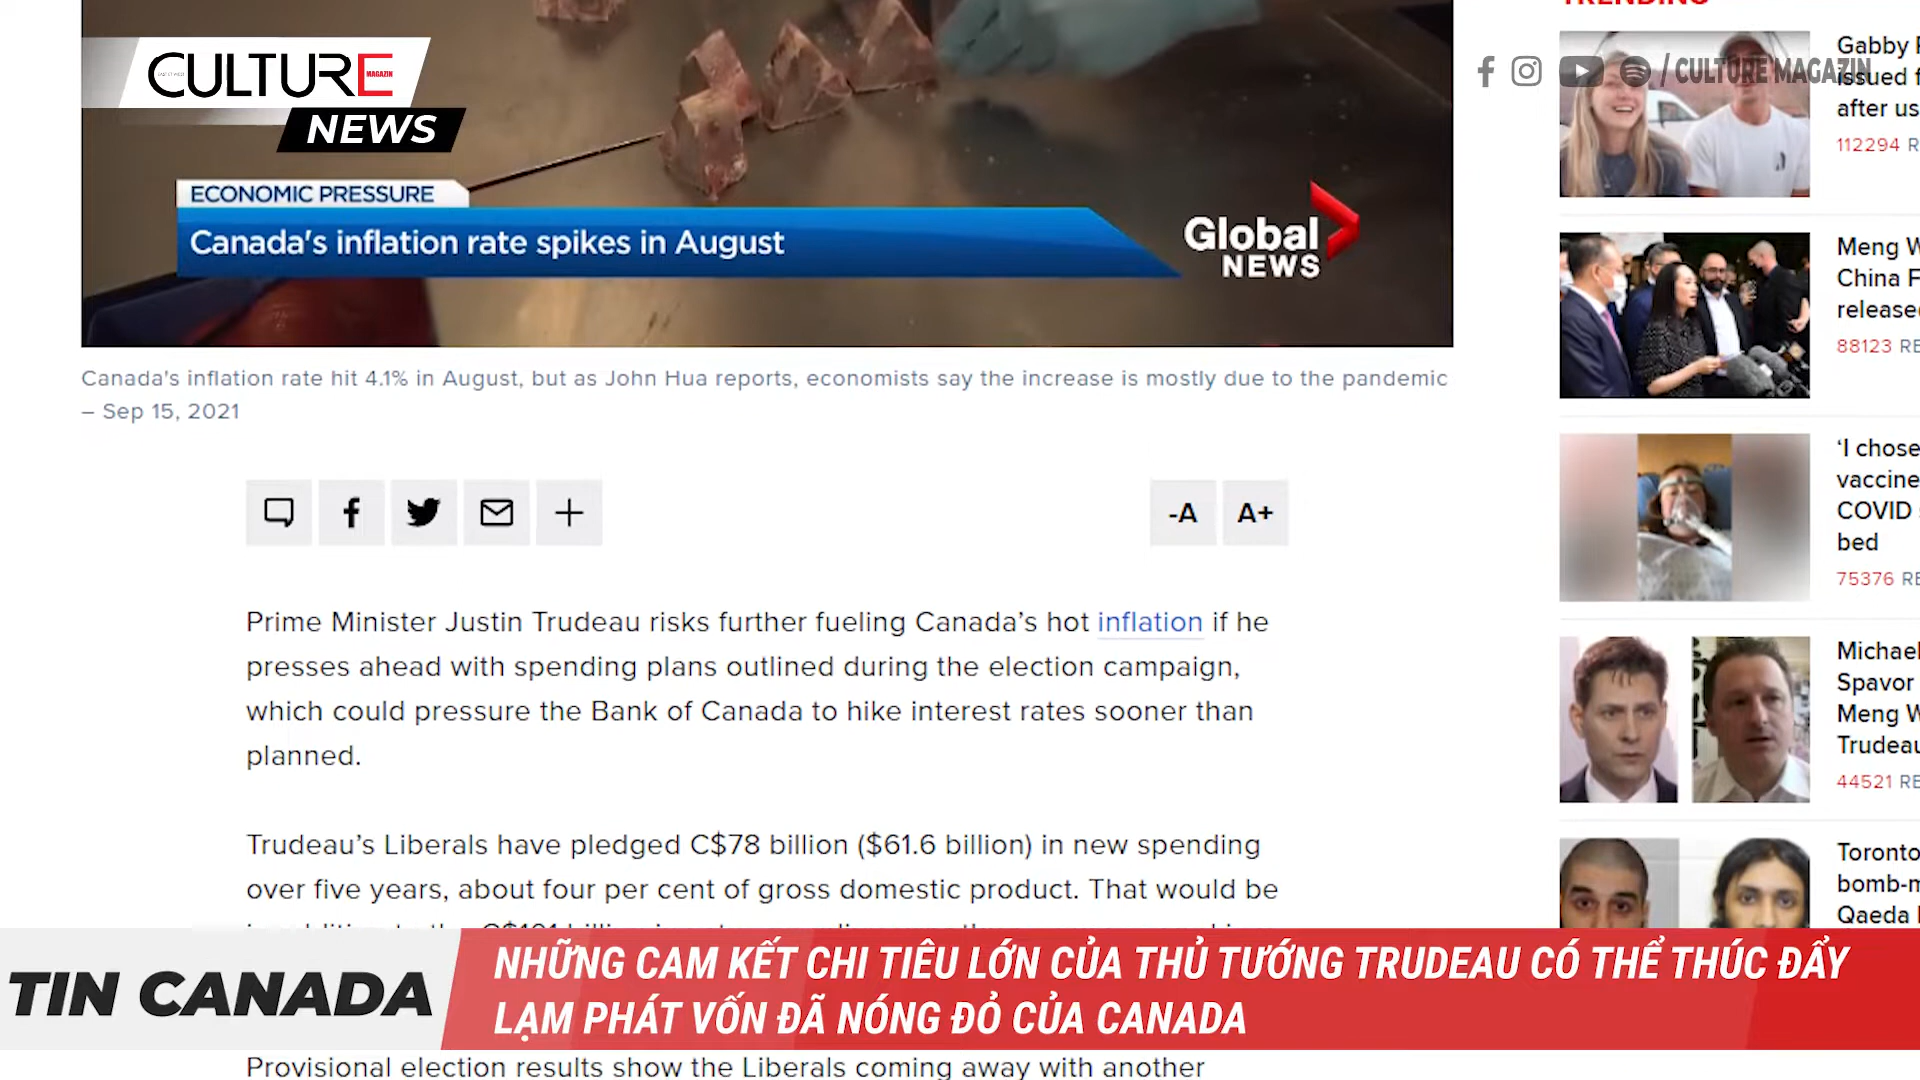 TRENDING
CULTURE
MAGAZIN
NEWS
ECONOMIC PRESSURE
Canada's inflation rate spikes in August
Global
NEWS
Canada's inflation rate hit 4.1% in August, but as John Hua reports, economists say the increase is mostly due to the pandemic
– Sep 15, 2021
-A A+
Prime Minister Justin Trudeau risks further fueling Canada’s hot inflation if he
presses ahead with spending plans outlined during the election campaign,
which could pressure the Bank of Canada to hike interest rates sooner than
planned.
Trudeau’s Liberals have pledged C$78 billion ($61.6 billion) in new spending
over five years, about four per cent of gross domestic product. That would be
Provisional election results show the Liberals coming away with another
/ CULTURE MAGAZIN
Gabby
issued
after us
112294
Meng W
China F
released
88123 RE
‘I chose
vaccine
COVID
bed
75376 RE
Michael
Spavor
Meng W
Trudeau
44521 RE
Toronto
bomb-m
Qaeda
TIN CANADA
NHỮNG CAM KẾT CHI TIÊU LỚN CỦA THỦ TƯỚNG TRUDEAU CÓ THỂ THÚC ĐẨY
LẠM PHÁT VỐN ĐÃ NÓNG ĐỎ CỦA CANADA